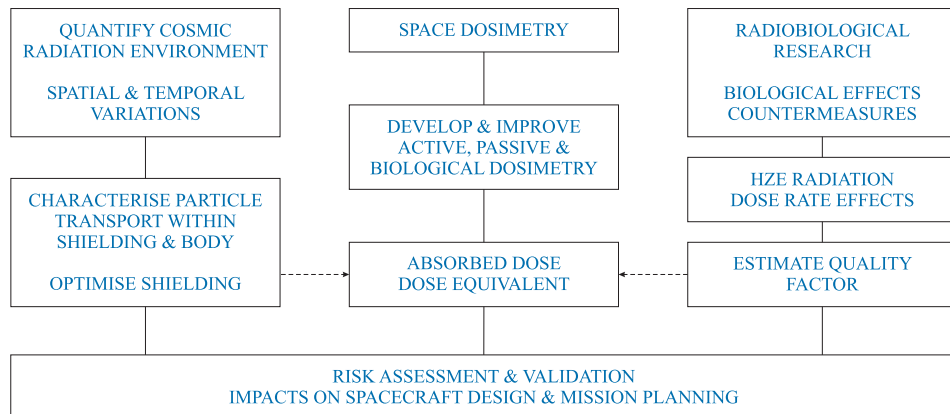 QUANTIFY COSMIC
RADIATION ENVIRONMENT
SPATIAL & TEMPORAL
VARIATIONS
CHARACTERISE PARTICLE
TRANSPORT WITHIN
SHIELDING & BODY
OPTIMISE SHIELDING
SPACE DOSIMETRY
DEVELOP & IMPROVE
ACTIVE, PASSIVE &
BIOLOGICAL DOSIMETRY
ABSORBED DOSE
DOSE EQUIVALENT
RADIOBIOLOGICAL
RESEARCH
BIOLOGICAL EFFECTS
COUNTERMEASURES
HZE RADIATION
DOSE RATE EFFECTS
ESTIMATE QUALITY
FACTOR
RISK ASSESSMENT & VALIDATION
IMPACTS ON SPACECRAFT DESIGN & MISSION PLANNING